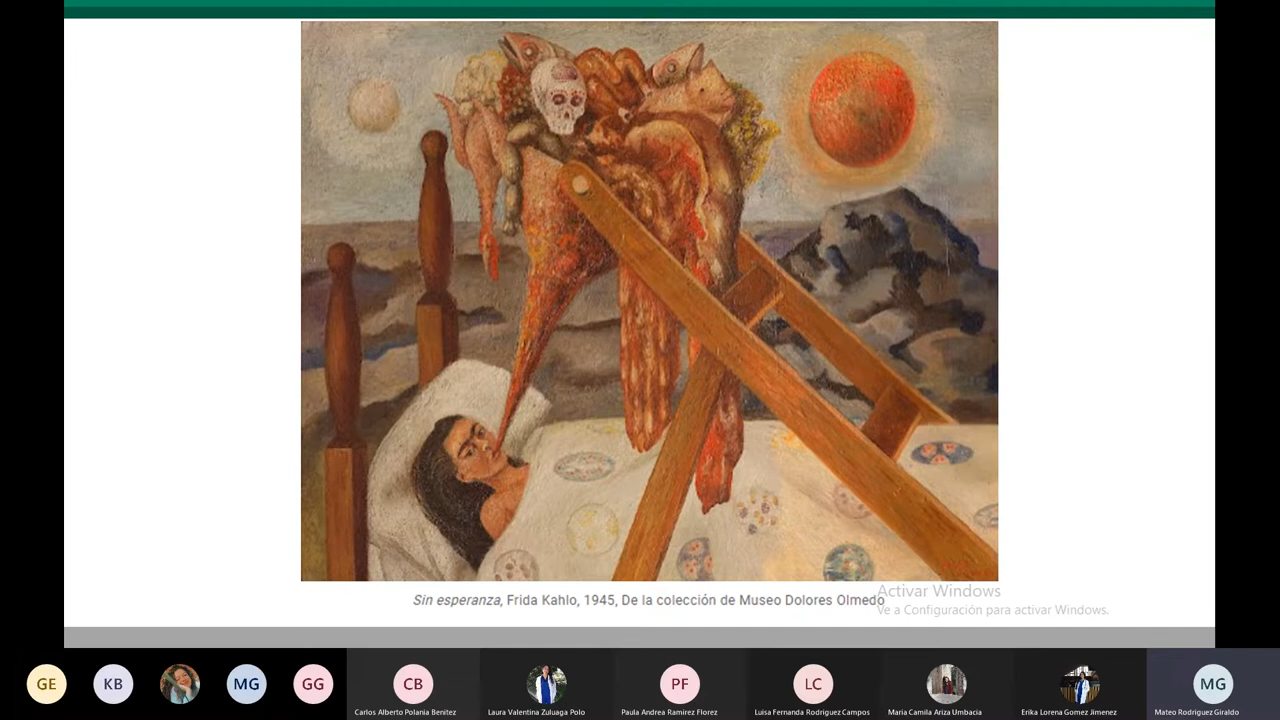 Sin esperanza, Frida Kahlo, 1945, De la colección de Museo Dolores Olmedo
Activar Windows
Ve a Configuración para activar Windows.
GE
KB
MG
GG
CB
PF
LC
MG
Carlos Alberto Polania Benitez
Laura Valentina Zuluaga Polo
Paula Andrea Ramirez Florez
Luisa Fernanda Rodriguez Campos
Maria Camila Ariza Umbacia
Erika Lorena Gomez Jimenez
Mateo Rodriguez Giraldo